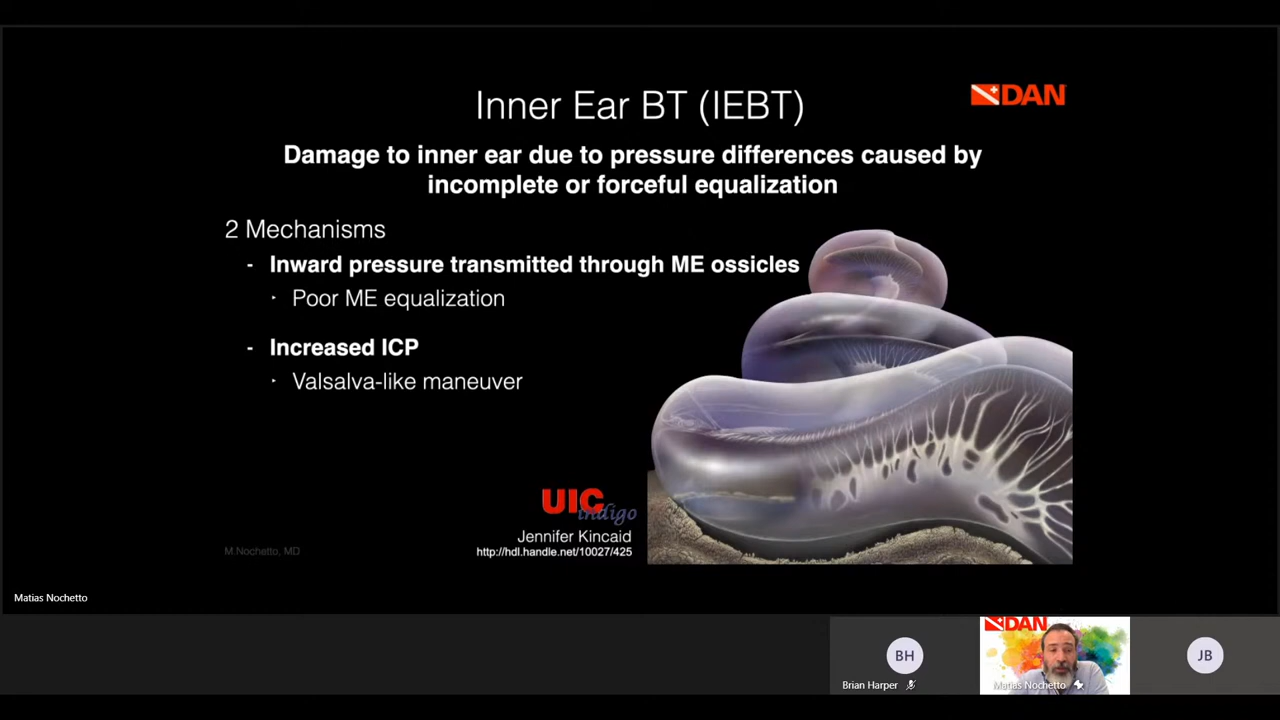 Inner Ear BT (IEBT)
DAN
Damage to inner ear due to pressure differences caused by
incomplete or forceful equalization
2 Mechanisms
- Inward pressure transmitted through ME ossicles
‣ Poor ME equalization
- Increased ICP
‣ Valsalva-like maneuver
UIC
indigo
Jennifer Kincaid
http://hdl.handle.net/10027/425
M.Nochetto, MD
Matias Nochetto
DAN
BH
JB
Brian Harper
Matias Nochetto